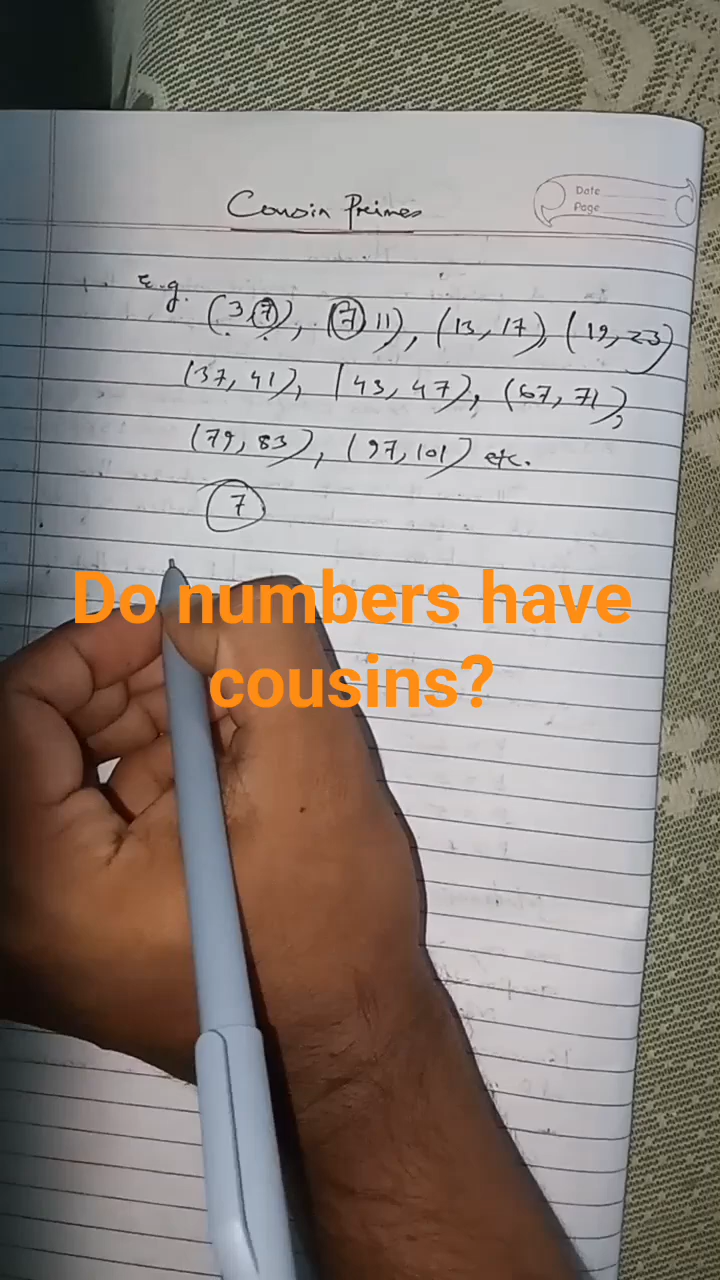 Cousin Primes
Date
Page
E.g. (3,7), (7 11), (13, 17), (19, 23)
(37, 41), (43, 47), (67, 71),
(79, 83), (97, 101) etc.
7
Do numbers have
cousins?